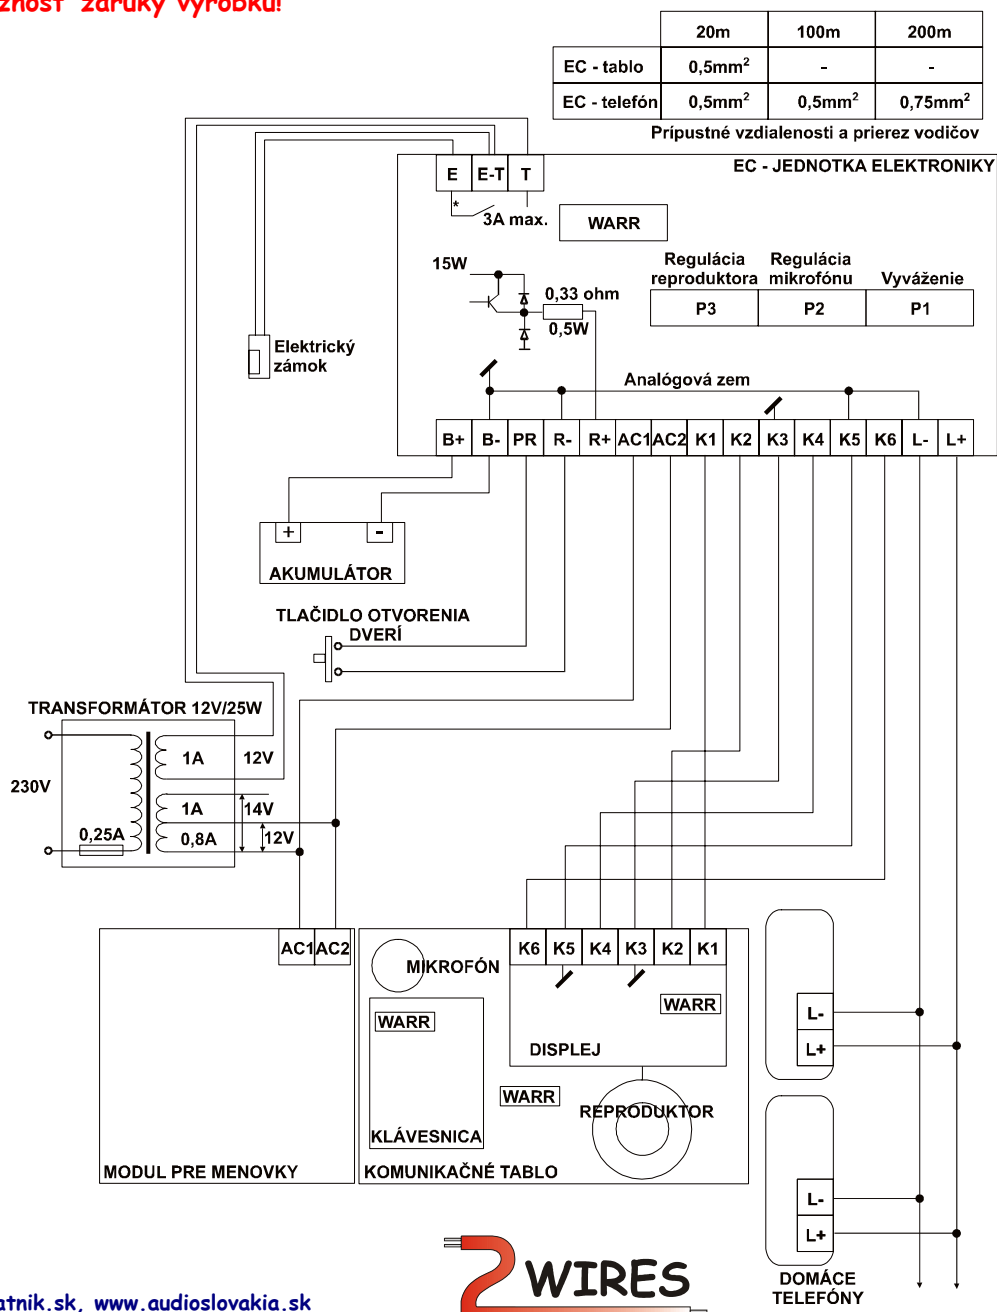 záruky výrobku!
20m 100m 200m
EC - tablo 0,5mm² - -
EC - telefón 0,5mm² 0,5mm² 0,75mm²
Prípustné vzdialenosti a prierez vodičov
EC - JEDNOTKA ELEKTRONIKY
E E-T T
*
3A max.
WARR
15W
0,33 ohm
0,5W
Regulácia reproduktora
Regulácia mikrofónu
Vyváženie
P3 P2 P1
Elektrický
zámok
Analógová zem
B+ B- PR R- R+ AC1 AC2 K1 K2 K3 K4 K5 K6 L- L+
+ -
AKUMULÁTOR
TLAČIDLO OTVORENIA
DVERÍ
TRANSFORMÁTOR 12V/25W
1A 12V
230V
1A 14V
0,25A 0,8A 12V
AC1 AC2
K6 K5 K4 K3 K2 K1
MIKROFÓN
WARR
WARR
DISPLEJ
WARR
REPRODUKTOR
KLÁVESNICA
MODUL PRE MENOVKY
KOMUNIKAČNÉ TABLO
L-
L+
L-
L+
DOMÁCE
TELEFÓNY
2 WIRES
atnik.sk, www.audioslovakia.sk